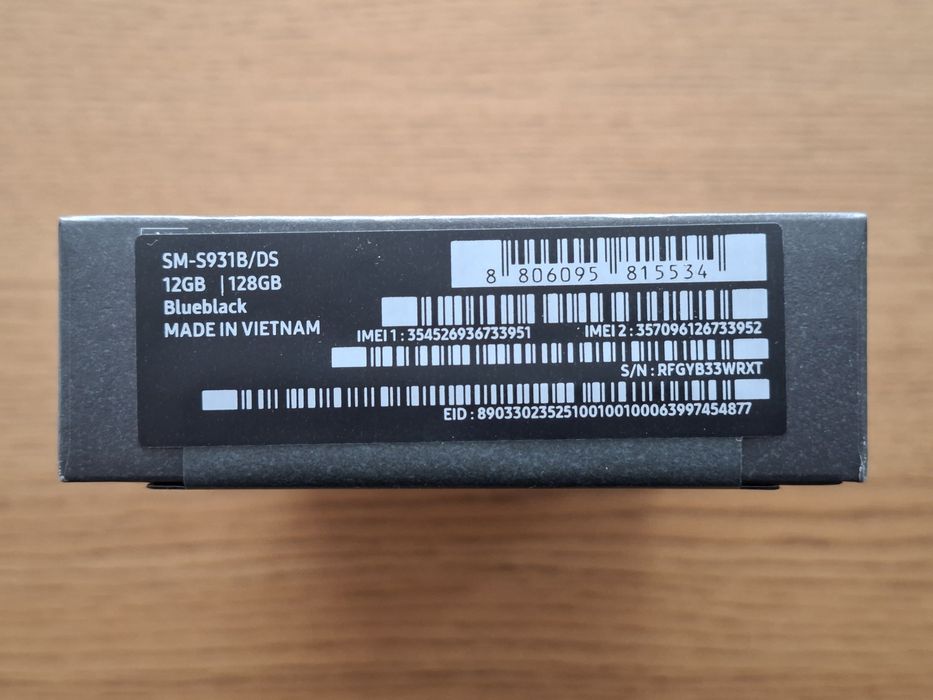 SM-S931B/DS
12GB | 128GB
Blueblack
MADE IN VIETNAM
8 806095 815534
IMEI 1 : 354526936733951 IMEI 2 : 357096126733952
S/N : RFGYB33WRXT
EID : 89033023525100100100063997454877